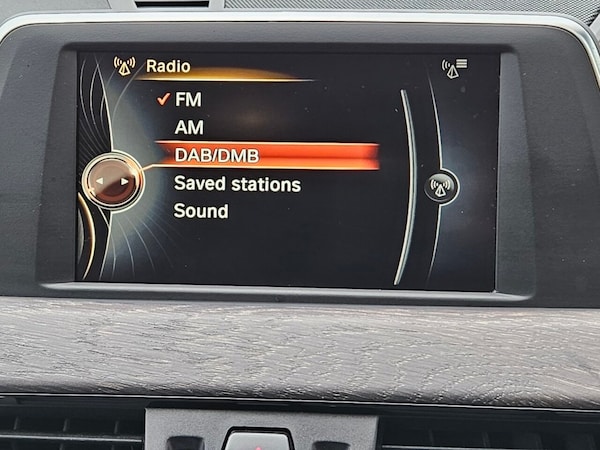 Radio
FM
AM
DAB/DMB
Saved stations
Sound